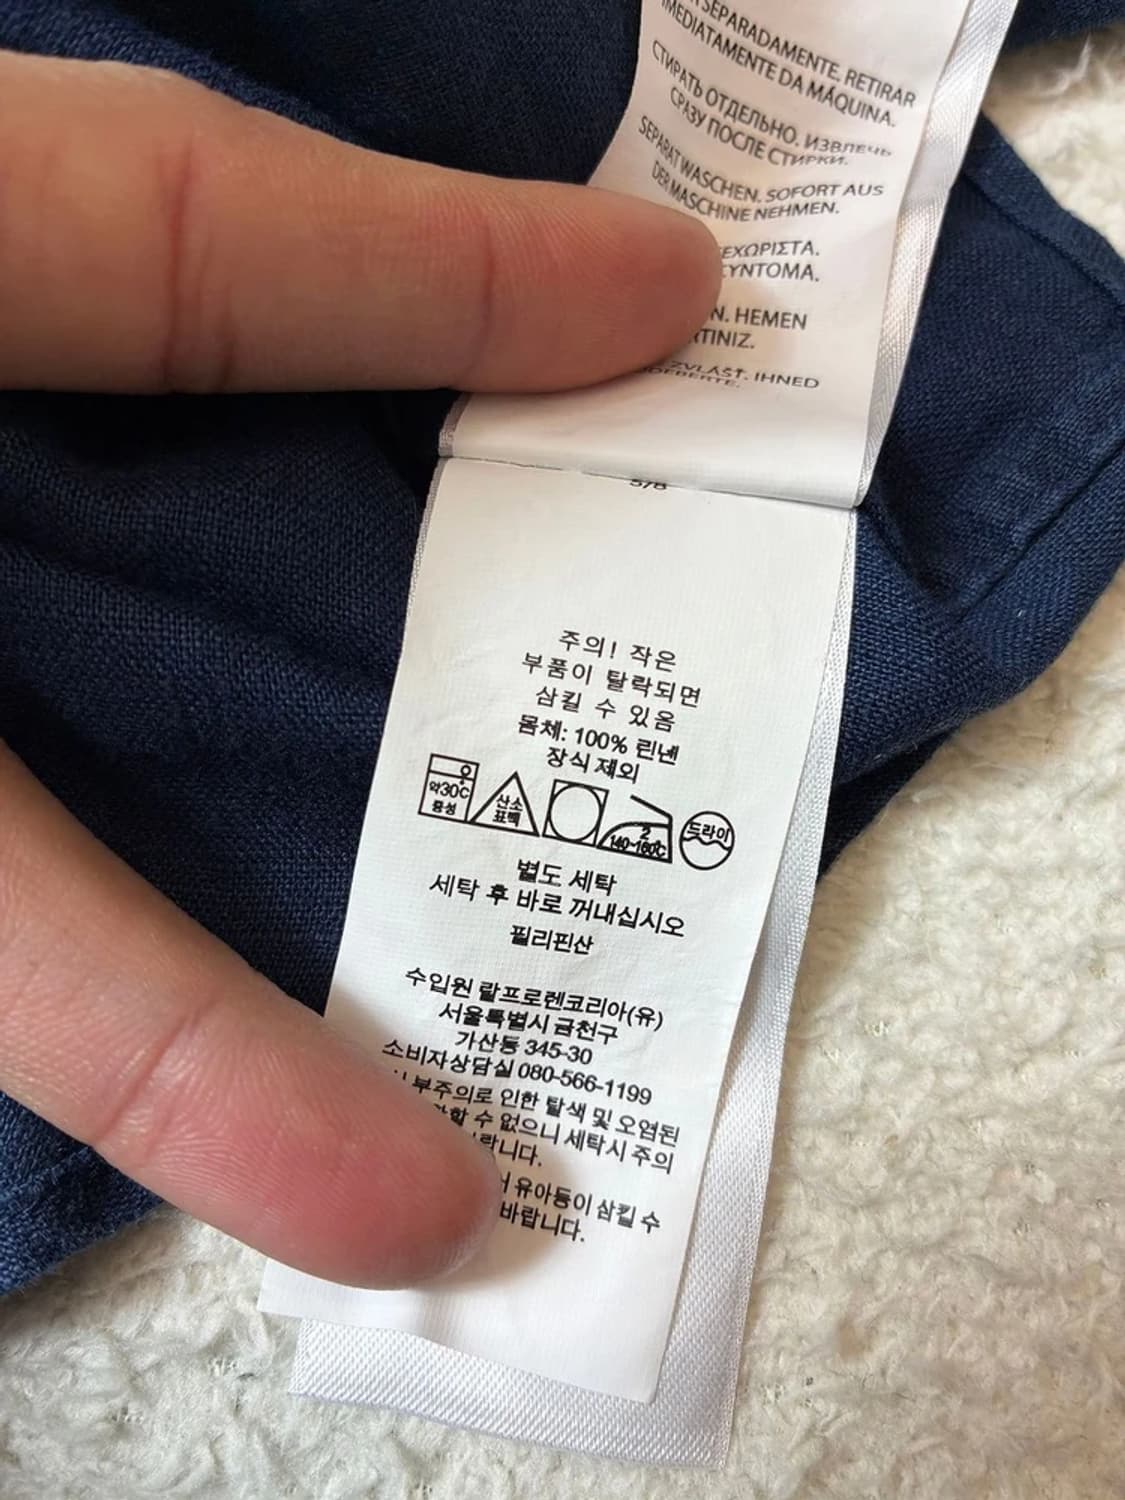 SEPARADAMENTE. RETIRAR
IMEDIATAMENTE DA MÁQUINA.
СТИРАТЬ ОТДЕЛЬНО. ИЗВЛЕЧЬ
СРАЗУ ПОСЛЕ СТИРКИ.
SEPARAT WASCHEN. SOFORT AUS
DER MASCHINE NEHMEN.
ΞΕΧΩΡΙΣΤΑ.
ΣΥΝΤΟΜΑ.
N. HEMEN
RTINIZ.
ZVLÁŠT. IHNED
ODEBERTE.
5/8
주의! 작은
부품이 탈락되면
삼킬 수 있음
몸체: 100% 린넨
장식 제외
약30℃
중성
산소
표백
2
140-160℃
드라이
별도 세탁
세탁 후 바로 꺼내십시오
필리핀산
수입원 랄프로렌코리아(유)
서울특별시 금천구
가산동 345-30
소비자상담실 080-566-1199
부주의로 인한 탈색 및 오염된
할 수 없으니 세탁시 주의
랍니다.
유아등이 삼킬 수
바랍니다.